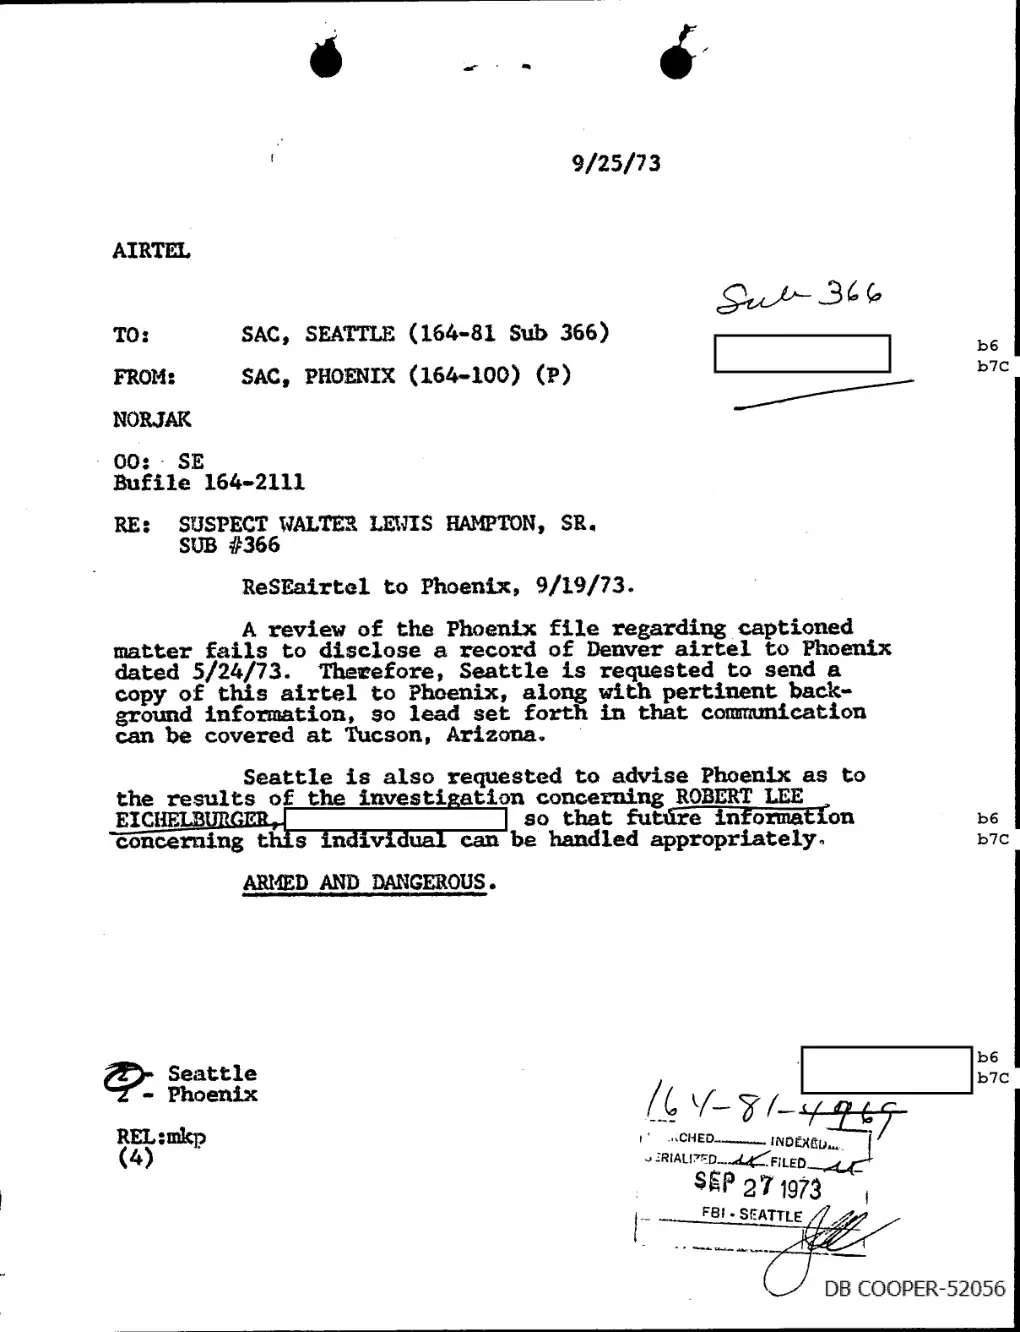 9/25/73
AIRTEL
Sub 366
TO: SAC, SEATTLE (164-81 Sub 366)
b6
b7C
FROM: SAC, PHOENIX (164-100) (P)
NORJAK
OO: SE
Bufile 164-2111
RE: SUSPECT WALTER LEWIS HAMPTON, SR.
SUB #366
ReSEairtel to Phoenix, 9/19/73.
A review of the Phoenix file regarding captioned
matter fails to disclose a record of Denver airtel to Phoenix
dated 5/24/73. Therefore, Seattle is requested to send a
copy of this airtel to Phoenix, along with pertinent back-
ground information, so lead set forth in that communication
can be covered at Tucson, Arizona.
Seattle is also requested to advise Phoenix as to
the results of the investigation concerning ROBERT LEE
EICHELBURGER, so that future information
b6
concerning this individual can be handled appropriately.
b7C
ARMED AND DANGEROUS.
b6
b7C
2 - Seattle
2 - Phoenix
164-81-4969
REL:mkp
(4)
INDEXED
FILED
SEP 27 1973
FBI - SEATTLE
DB COOPER-52056